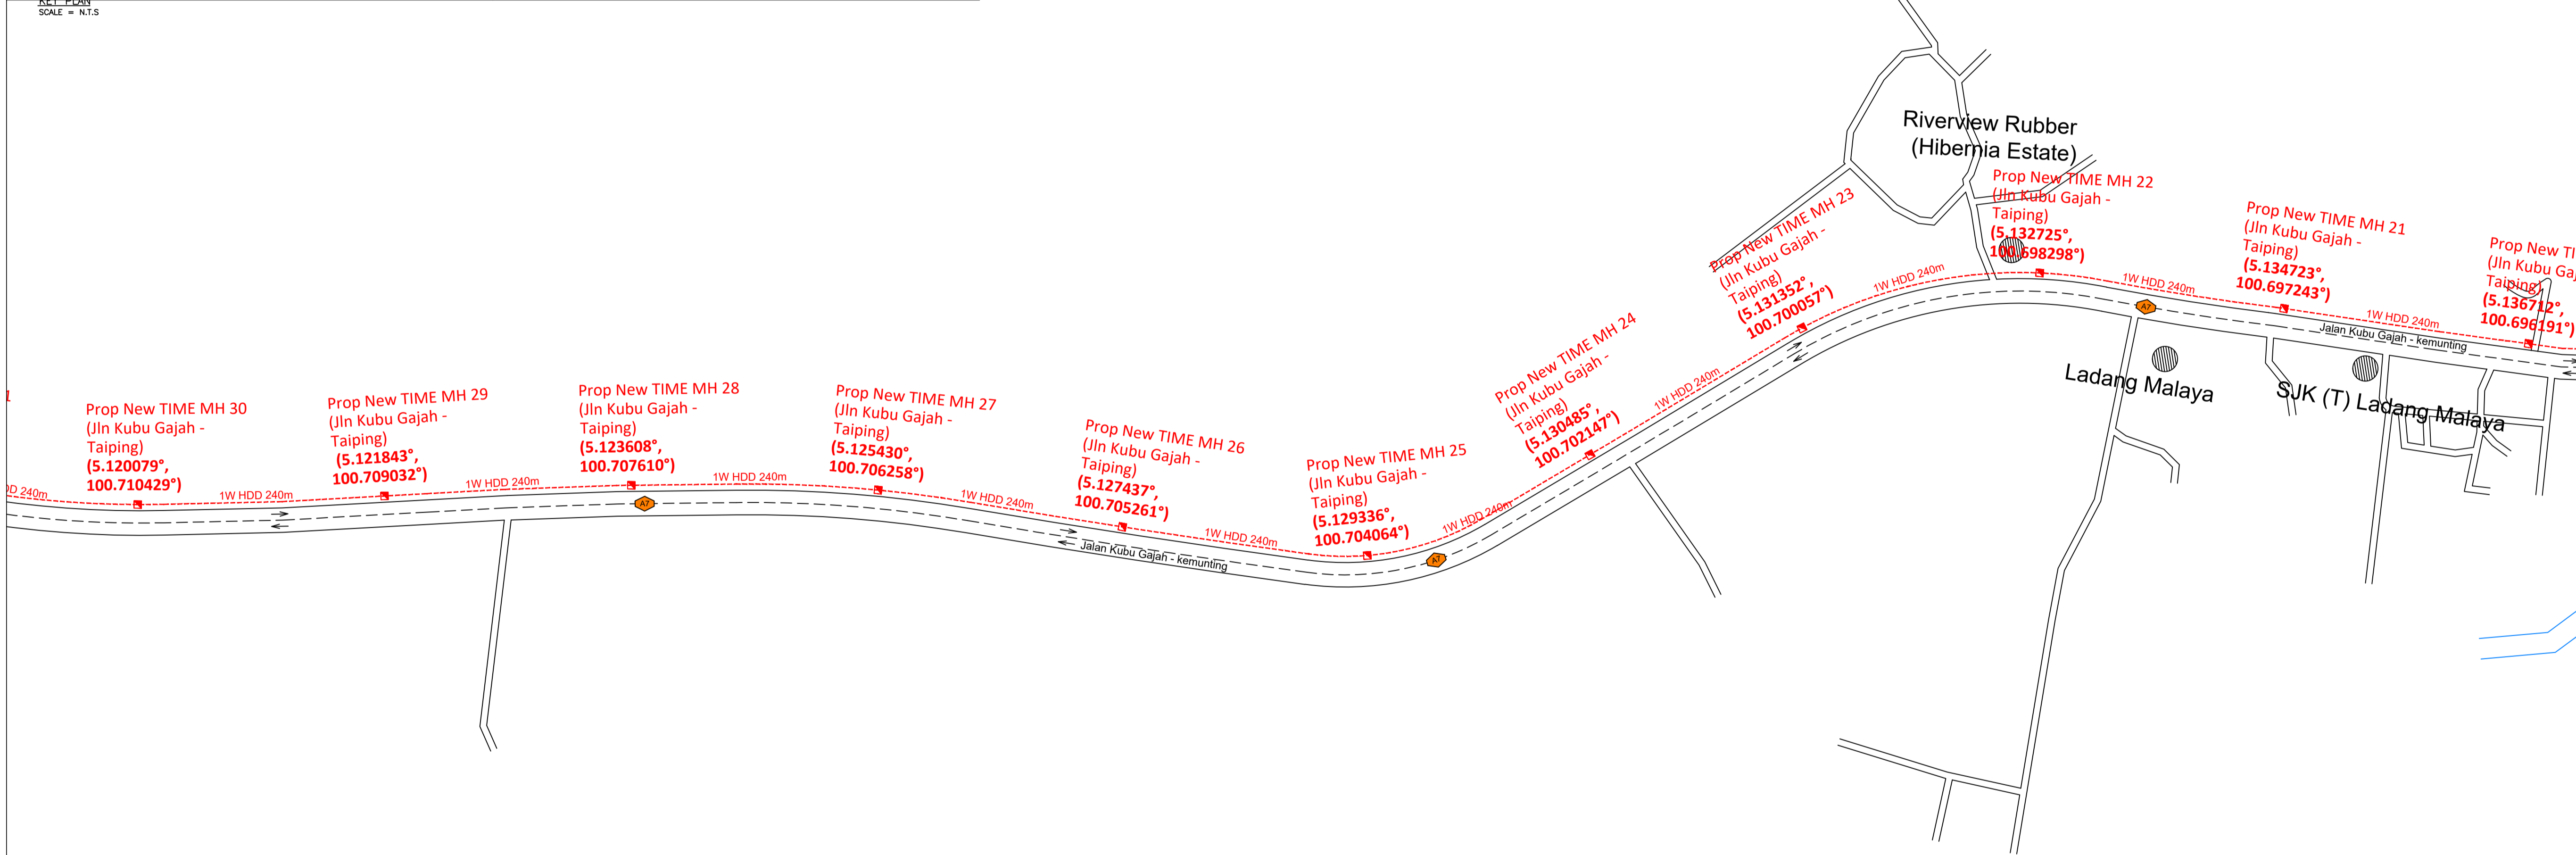 KEY PLAN
SCALE = N.T.S
Riverview Rubber
(Hibernia Estate)
Prop New TIME MH 30
(Jln Kubu Gajah -
Taiping)
(5.120079°,
100.710429°)
Prop New TIME MH 29
(Jln Kubu Gajah -
Taiping)
(5.121843°,
100.709032°)
Prop New TIME MH 28
(Jln Kubu Gajah -
Taiping)
(5.123608°,
100.707610°)
Prop New TIME MH 27
(Jln Kubu Gajah -
Taiping)
(5.125430°,
100.706258°)
Prop New TIME MH 26
(Jln Kubu Gajah -
Taiping)
(5.127437°,
100.705261°)
Prop New TIME MH 25
(Jln Kubu Gajah -
Taiping)
(5.129336°,
100.704064°)
Prop New TIME MH 24
(Jln Kubu Gajah -
Taiping)
(5.130485°,
100.702147°)
Prop New TIME MH 23
(Jln Kubu Gajah -
Taiping)
(5.131352°,
100.700057°)
Prop New TIME MH 22
(Jln Kubu Gajah -
Taiping)
(5.132725°,
100.698298°)
Prop New TIME MH 21
(Jln Kubu Gajah -
Taiping)
(5.134723°,
100.697243°)
Prop New TI
(Jln Kubu Gaj
Taiping)
(5.136712°,
100.696191°)
1
DD 240m
1W HDD 240m
1W HDD 240m
1W HDD 240m
1W HDD 240m
1W HDD 240m
1W HDD 240m
1W HDD 240m
1W HDD 240m
1W HDD 240m
1W HDD 240m
A7
A7
A7
Jalan Kubu Gajah - kemunting
Jalan Kubu Gajah - kemunting
Ladang Malaya
SJK (T) Ladang Malaya